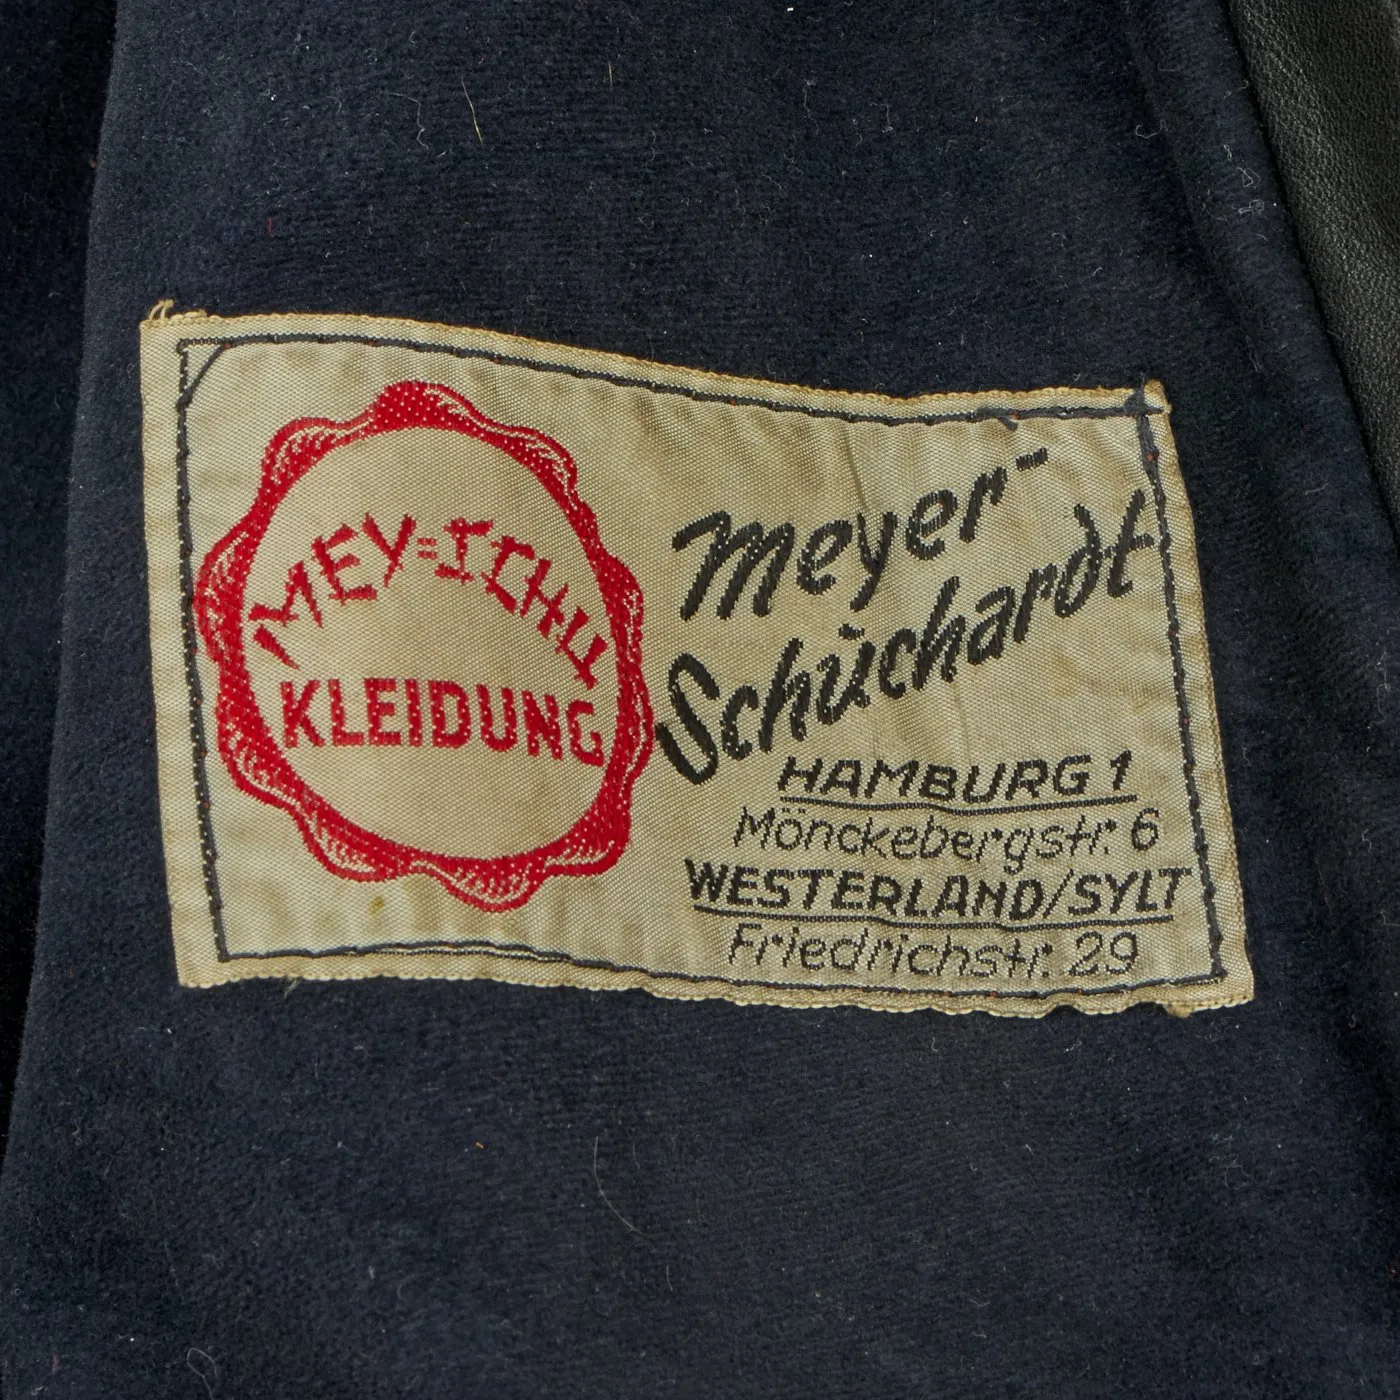 MEY=SCHU
KLEIDUNG
Meyer-
Schuchardt
HAMBURG 1
Mönckebergstr. 6
WESTERLAND/SYLT
Friedrichstr. 29